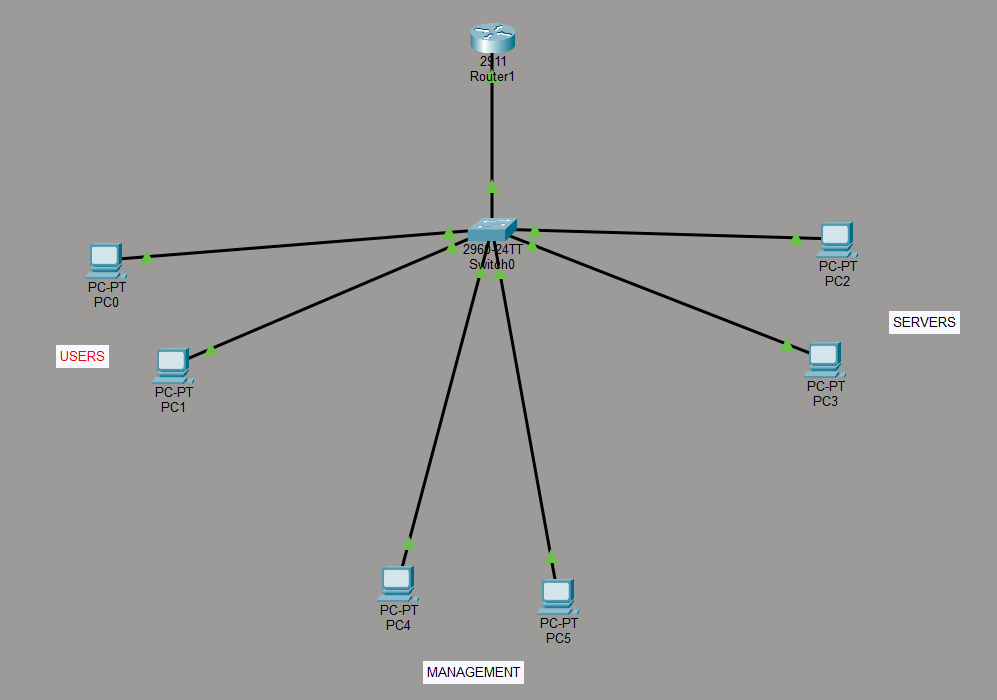 2911
Router1
2960-24TT
Switch0
PC-PT
PC0
PC-PT
PC2
SERVERS
USERS
PC-PT
PC1
PC-PT
PC3
PC-PT
PC4
PC-PT
PC5
MANAGEMENT